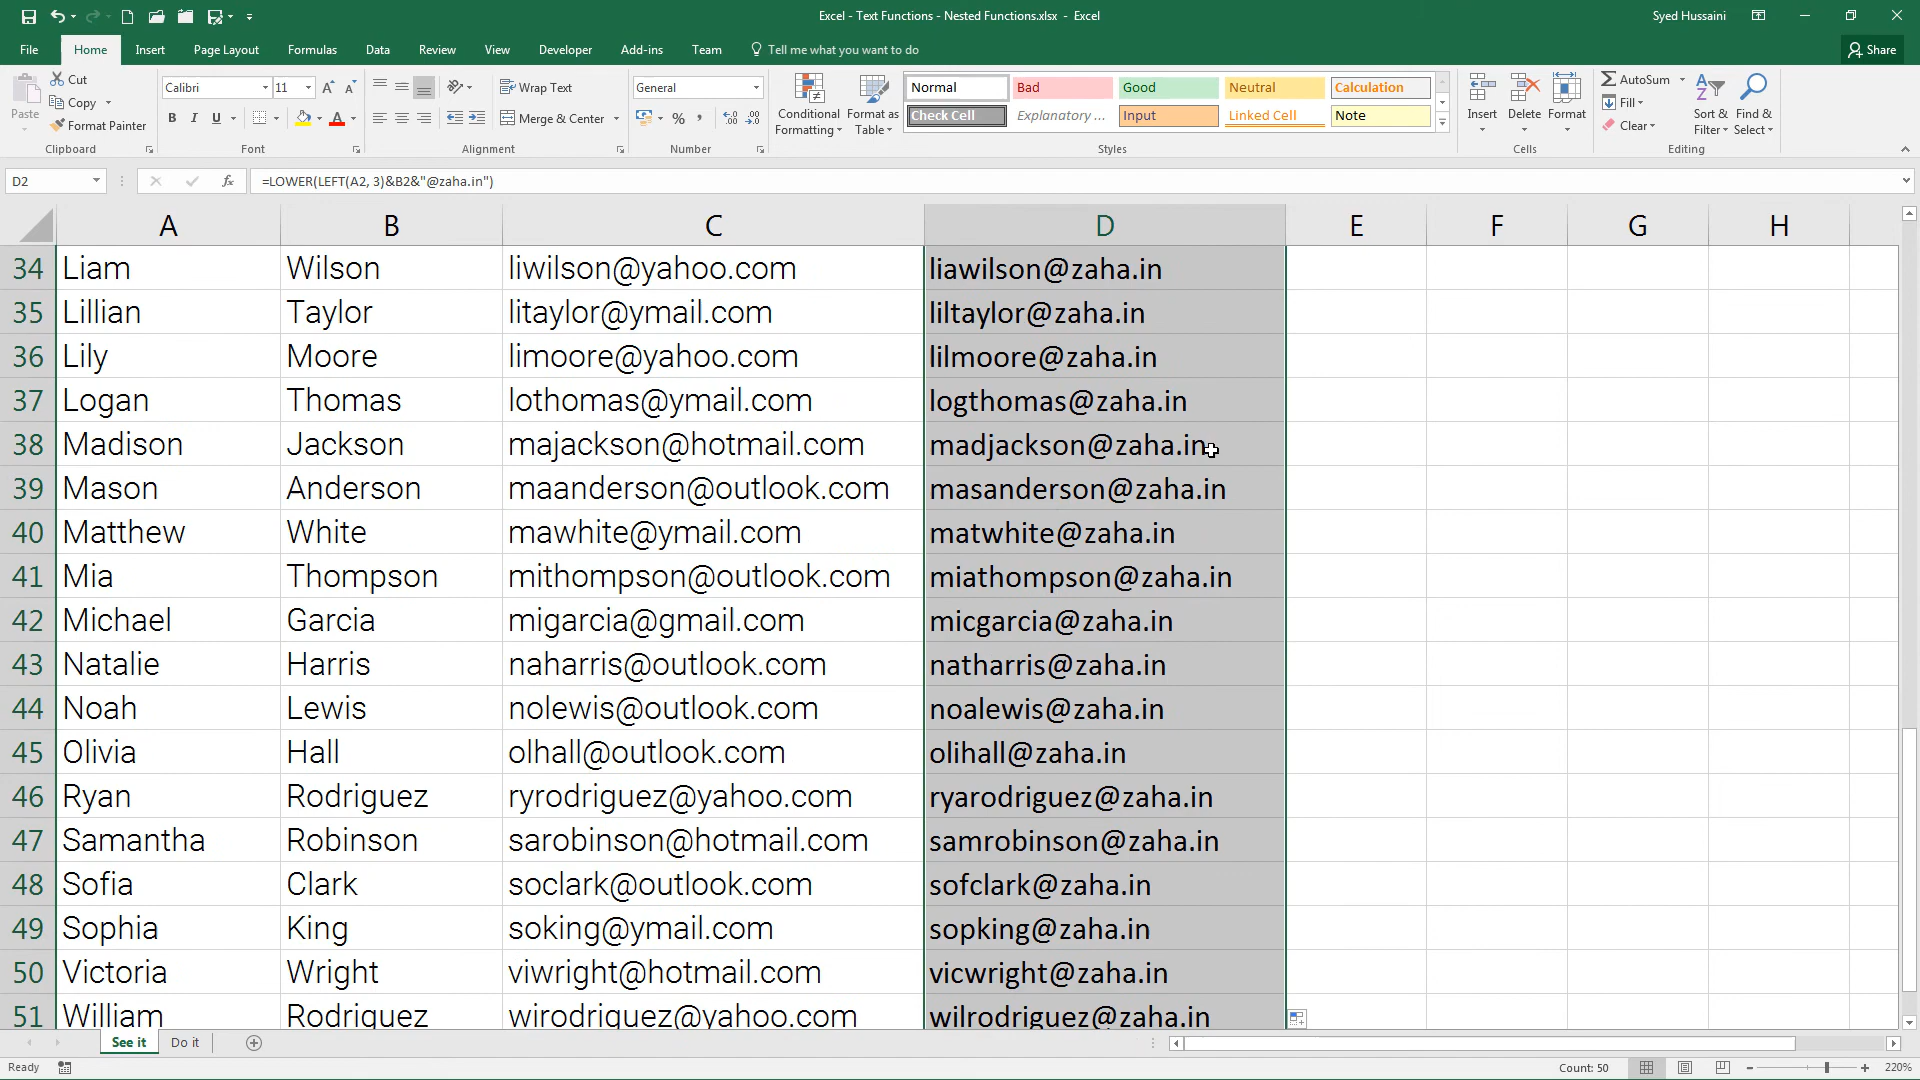 Excel - Text Functions - Nested Functions.xlsx - Excel
Syed Hussaini
File Home Insert Page Layout Formulas Data Review View Developer Add-ins Team Tell me what you want to do Share
Paste
Cut
Copy
Format Painter
Calibri 11
B I U
Wrap Text
Merge & Center
General
%
Conditional Formatting
Format as Table
Normal Bad Good Neutral Calculation
Check Cell Explanatory ... Input Linked Cell Note
Insert Delete Format
AutoSum
Fill
Clear
Sort & Filter
Find & Select
Clipboard Font Alignment Number Styles Cells Editing
D2 fx =LOWER(LEFT(A2, 3)&B2&"@zaha.in")
A B C D E F G H
34 Liam Wilson liwilson@yahoo.com liawilson@zaha.in
35 Lillian Taylor litaylor@ymail.com liltaylor@zaha.in
36 Lily Moore limoore@yahoo.com lilmoore@zaha.in
37 Logan Thomas lothomas@ymail.com logthomas@zaha.in
38 Madison Jackson majackson@hotmail.com madjackson@zaha.in
39 Mason Anderson maanderson@outlook.com masanderson@zaha.in
40 Matthew White mawhite@ymail.com matwhite@zaha.in
41 Mia Thompson mithompson@outlook.com miathompson@zaha.in
42 Michael Garcia migarcia@gmail.com micgarcia@zaha.in
43 Natalie Harris naharris@outlook.com natharris@zaha.in
44 Noah Lewis nolewis@outlook.com noalewis@zaha.in
45 Olivia Hall olhall@outlook.com olihall@zaha.in
46 Ryan Rodriguez ryrodriguez@yahoo.com ryarodriguez@zaha.in
47 Samantha Robinson sarobinson@hotmail.com samrobinson@zaha.in
48 Sofia Clark soclark@outlook.com sofclark@zaha.in
49 Sophia King soking@ymail.com sopking@zaha.in
50 Victoria Wright viwright@hotmail.com vicwright@zaha.in
51 William Rodriguez wirodriguez@yahoo.com wilrodriguez@zaha.in
See it Do it
Ready Count: 50 220%